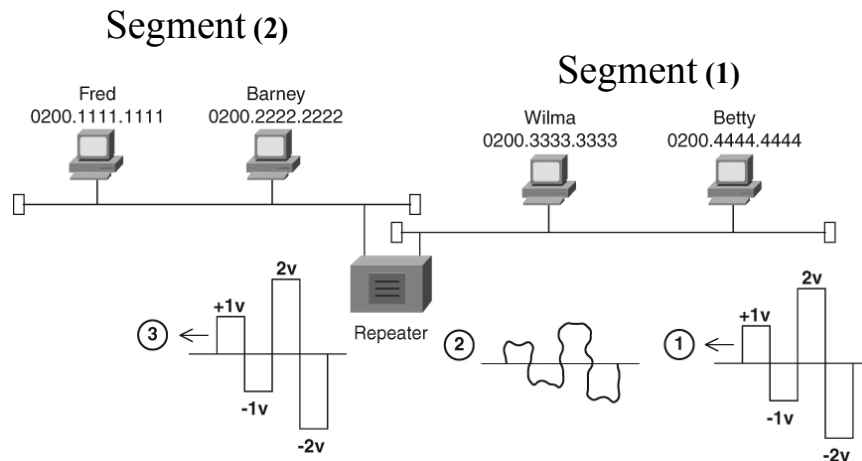 Segment (2)
Segment (1)
Fred
0200.1111.1111
Barney
0200.2222.2222
Wilma
0200.3333.3333
Betty
0200.4444.4444
Repeater
3
+1v
-1v
2v
-2v
2
1
+1v
-1v
2v
-2v